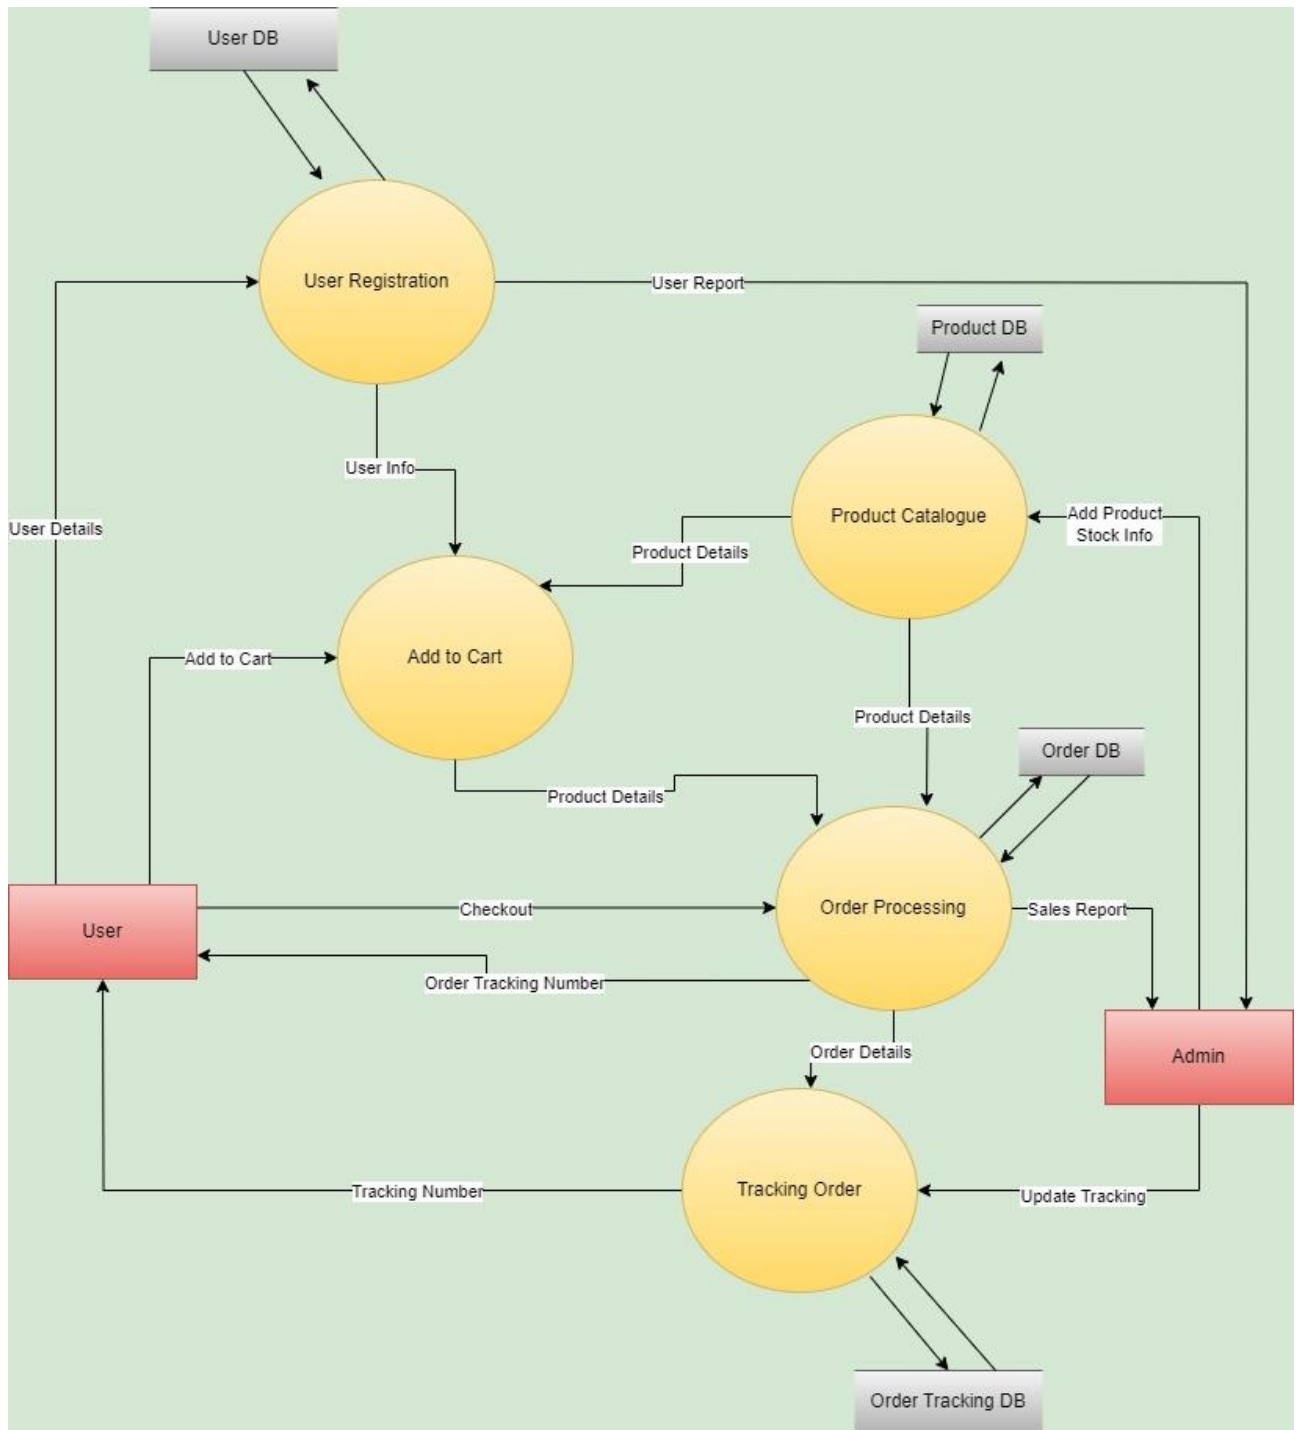 User DB
User Registration
User Report
Product DB
User Info
Product Catalogue
Add Product
Stock Info
User Details
Product Details
Add to Cart
Add to Cart
Product Details
Order DB
Product Details
User
Checkout
Order Processing
Sales Report
Order Tracking Number
Order Details
Admin
Tracking Number
Tracking Order
Update Tracking
Order Tracking DB